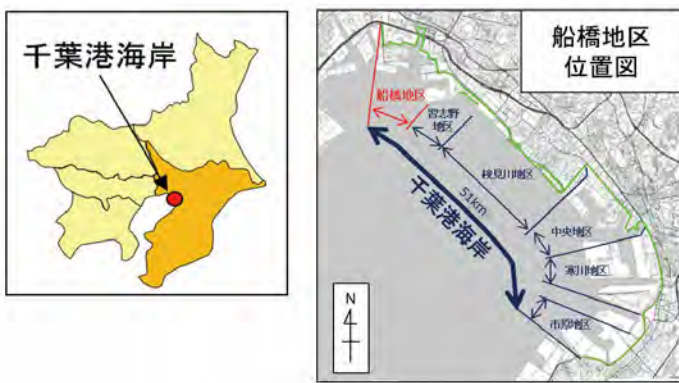 千葉港海岸
船橋地区
位置図
船橋地区
習志野
地区
検見川地区
51km
千葉港海岸
中央地区
寒川地区
市原地区
N